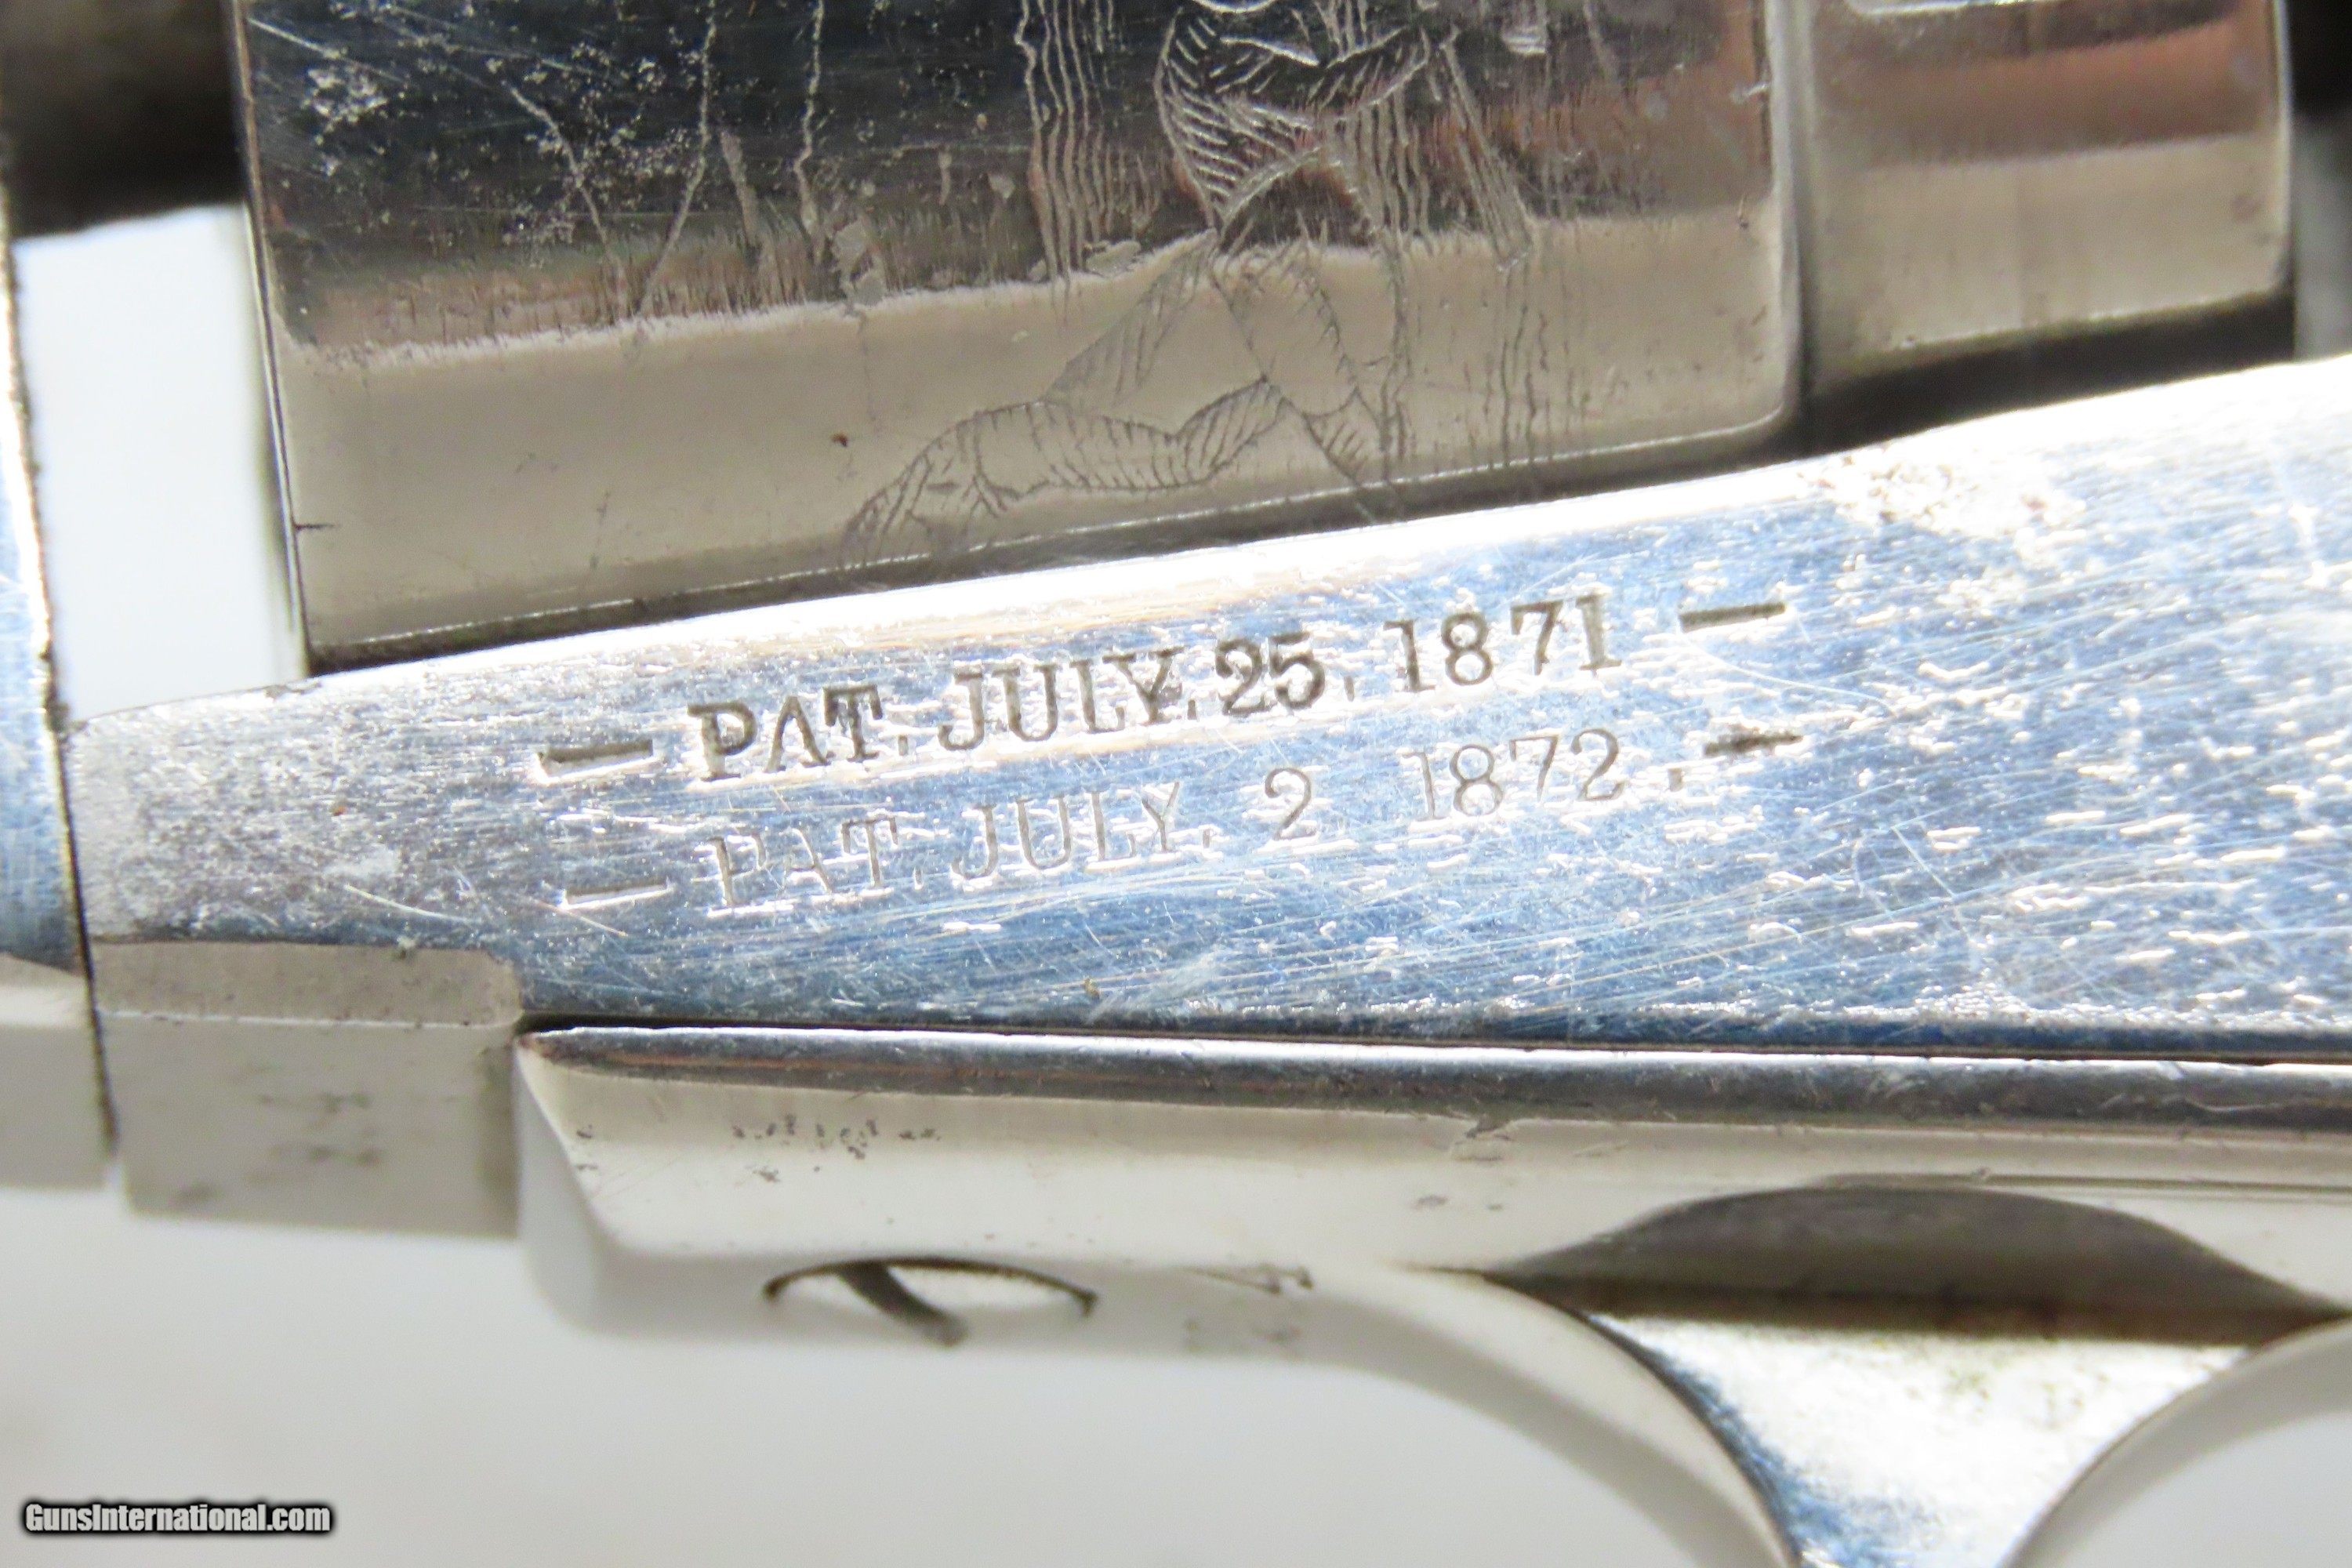 — PAT. JULY. 25. 1871 —
— PAT. JULY. 2. 1872. —
GunsInternational.com